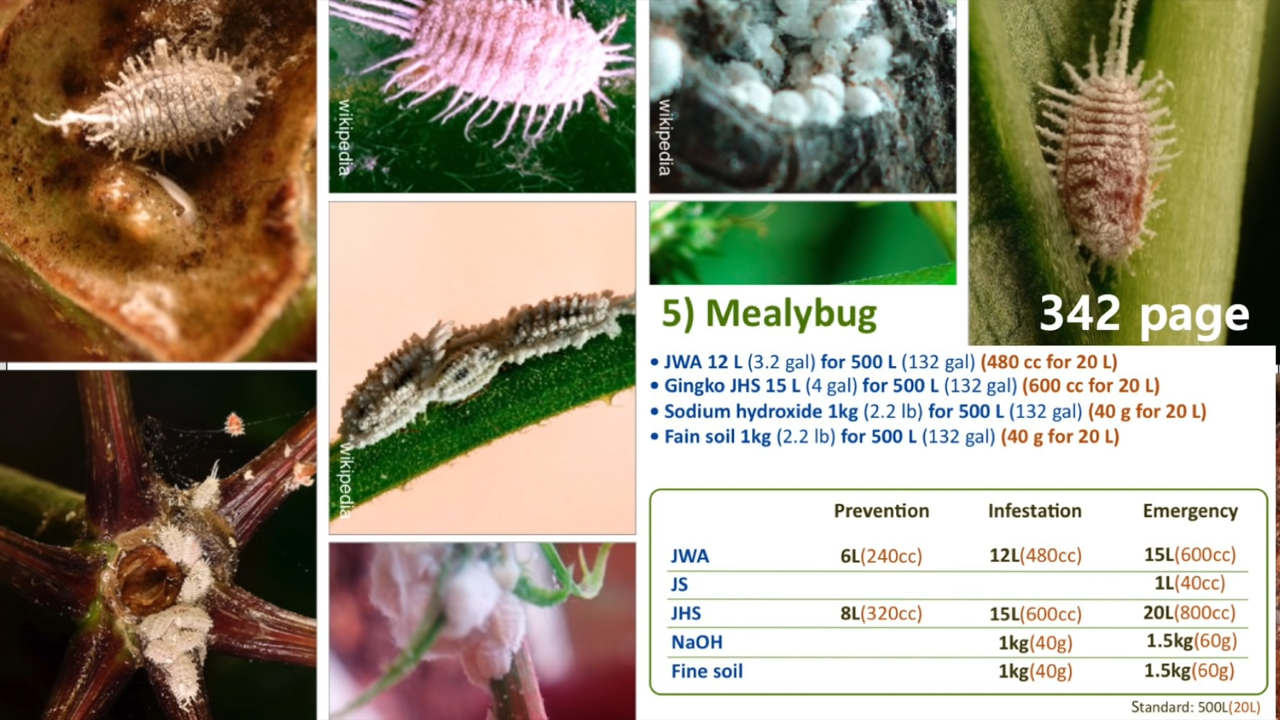 wikipedia
wikipedia
wikipedia
342 page
5) Mealybug
• JWA 12 L (3.2 gal) for 500 L (132 gal) (480 cc for 20 L)
• Gingko JHS 15 L (4 gal) for 500 L (132 gal) (600 cc for 20 L)
• Sodium hydroxide 1kg (2.2 lb) for 500 L (132 gal) (40 g for 20 L)
• Fain soil 1kg (2.2 lb) for 500 L (132 gal) (40 g for 20 L)
Prevention Infestation Emergency
JWA 6L(240cc) 12L(480cc) 15L(600cc)
JS 1L(40cc)
JHS 8L(320cc) 15L(600cc) 20L(800cc)
NaOH 1kg(40g) 1.5kg(60g)
Fine soil 1kg(40g) 1.5kg(60g)
Standard: 500L(20L)